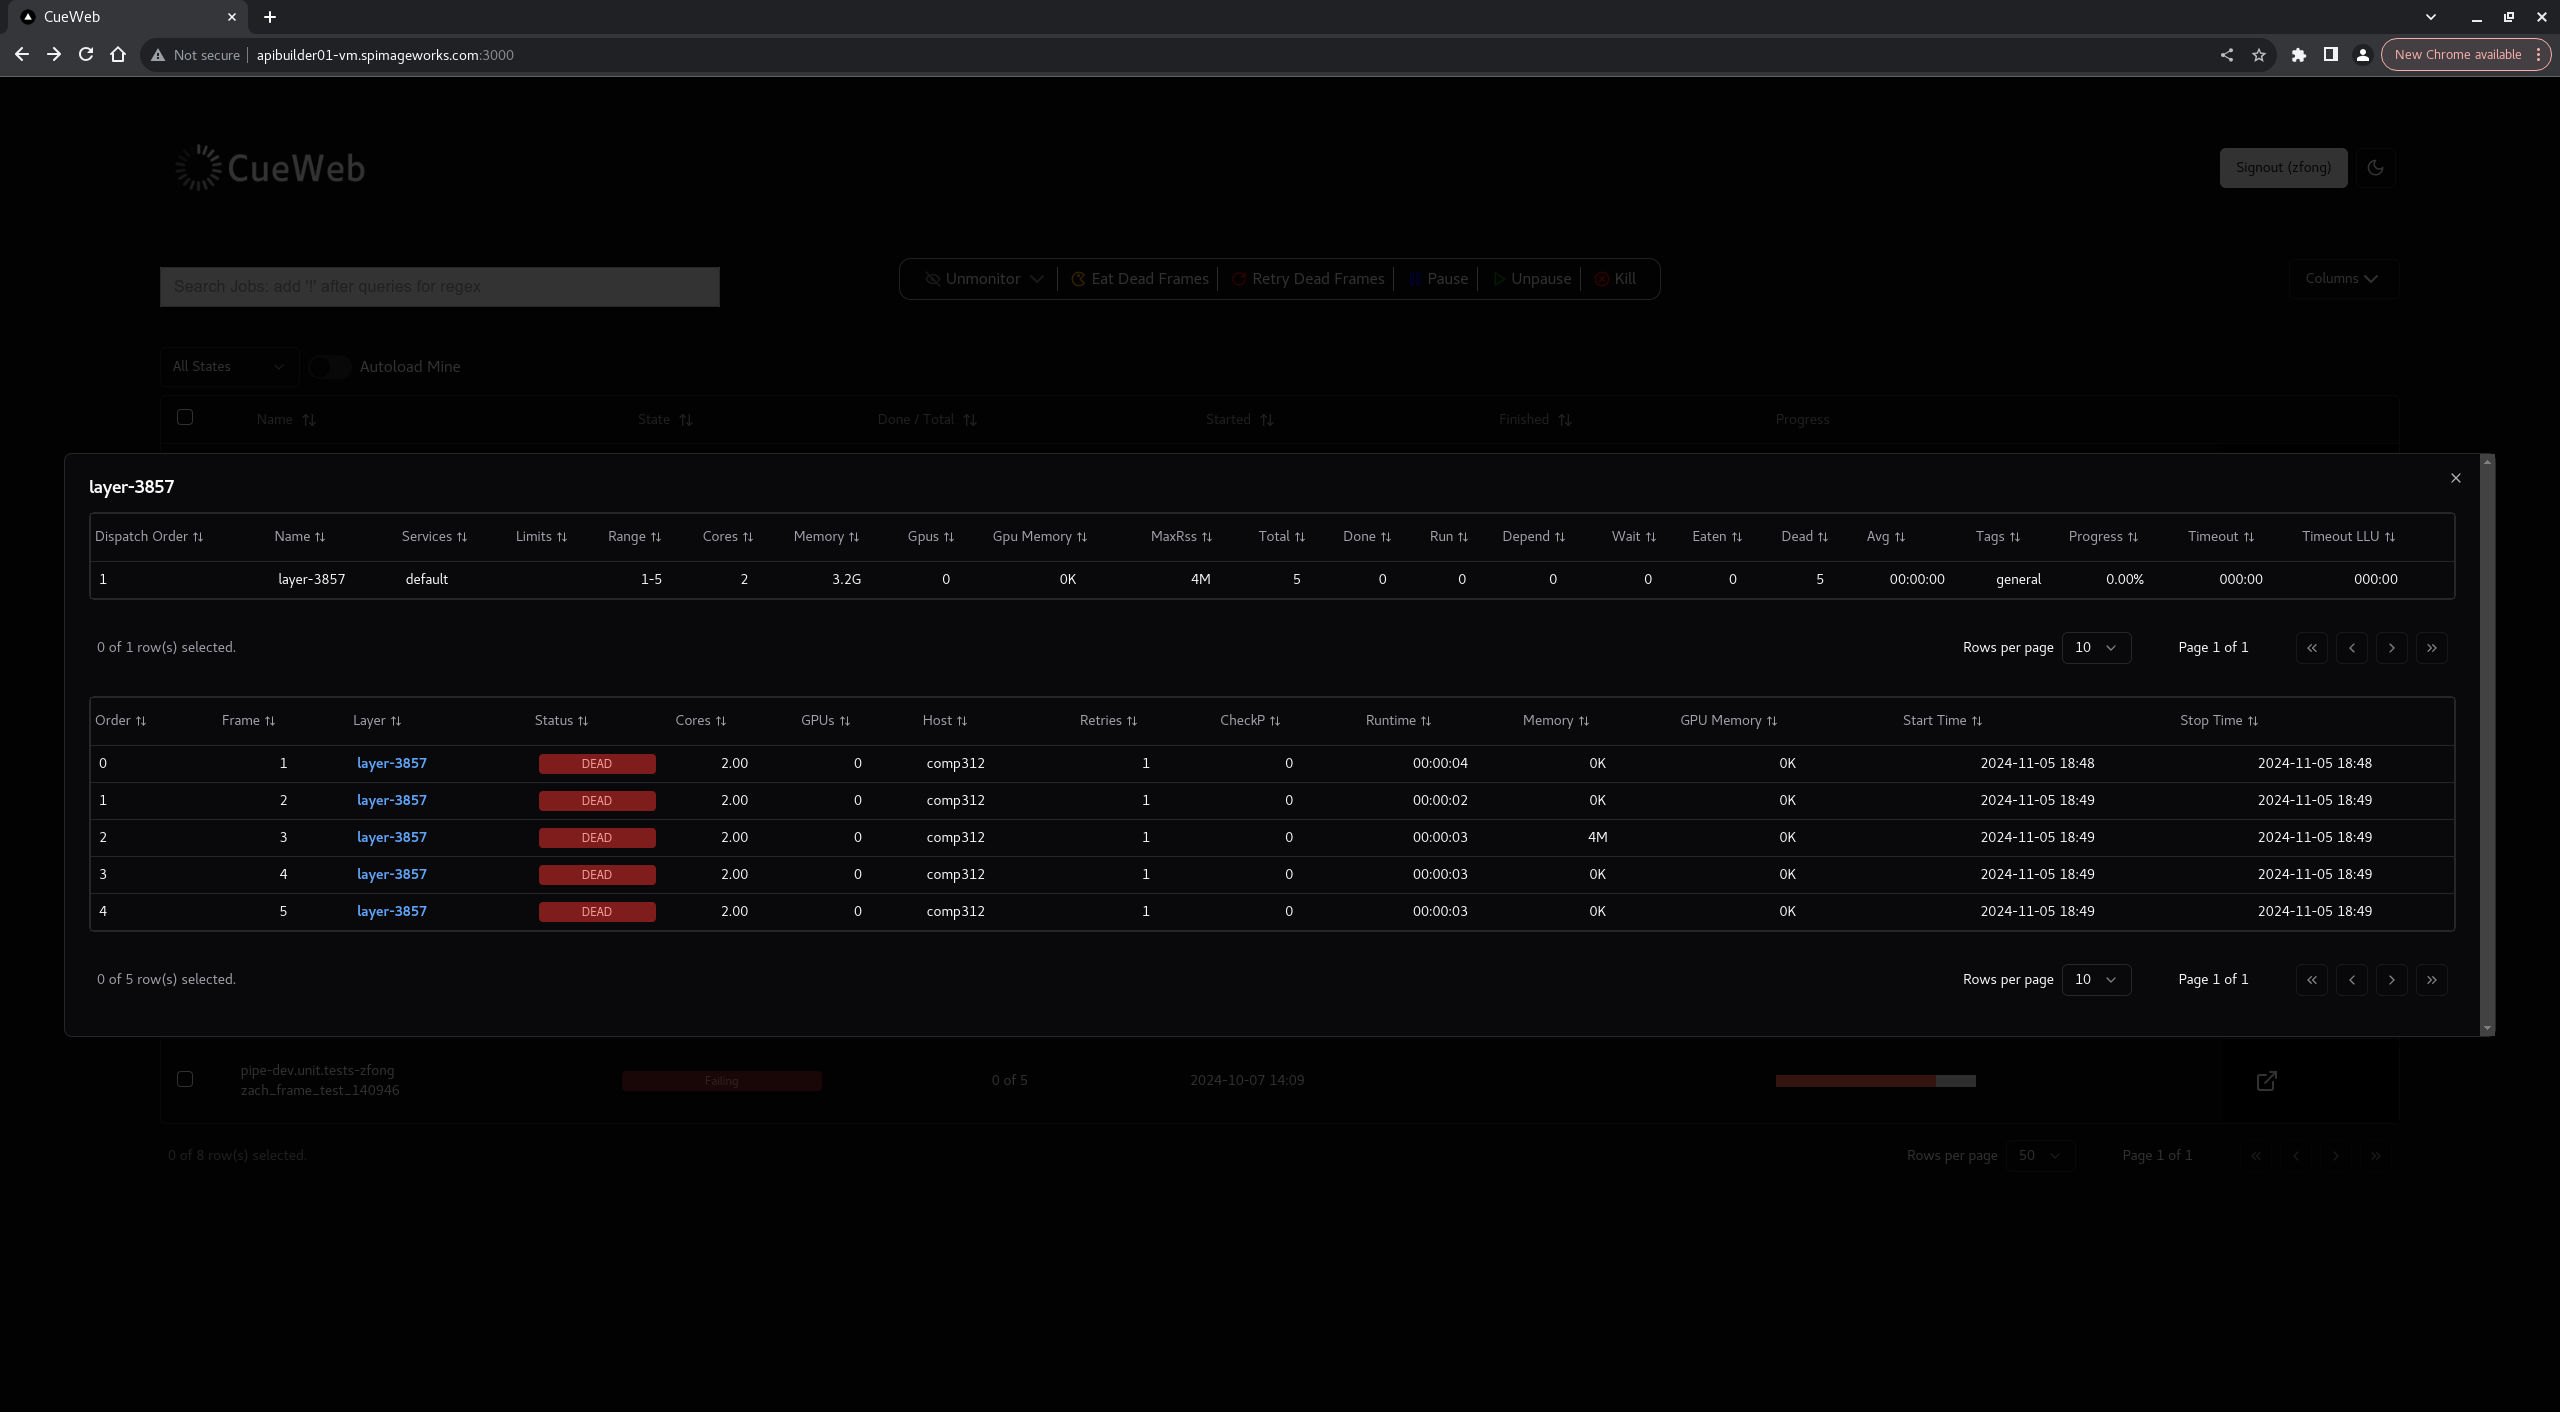 CueWeb
Not secure apibuilder01-vm.spimageworks.com:3000 New Chrome available
CueWeb Signout (zfong)
Search Jobs; add '!' after queries for regex Unmonitor Eat Dead Frames Retry Dead Frames Pause Unpause Kill Columns
All States Autoload Mine
Name State Done / Total Started Finished Progress
layer-3857
Dispatch Order Name Services Limits Range Cores Memory Gpus Gpu Memory MaxRss Total Done Run Depend Wait Eaten Dead Avg Tags Progress Timeout Timeout LLU
1 layer-3857 default 1-5 2 3.2G 0 0K 4M 5 0 0 0 0 0 5 00:00:00 general 0.00% 000:00 000:00
0 of 1 row(s) selected. Rows per page 10 Page 1 of 1
Order Frame Layer Status Cores GPUs Host Retries CheckP Runtime Memory GPU Memory Start Time Stop Time
0 1 layer-3857 DEAD 2.00 0 comp312 1 0 00:00:04 0K 0K 2024-11-05 18:48 2024-11-05 18:48
1 2 layer-3857 DEAD 2.00 0 comp312 1 0 00:00:02 0K 0K 2024-11-05 18:49 2024-11-05 18:49
2 3 layer-3857 DEAD 2.00 0 comp312 1 0 00:00:03 4M 0K 2024-11-05 18:49 2024-11-05 18:49
3 4 layer-3857 DEAD 2.00 0 comp312 1 0 00:00:03 0K 0K 2024-11-05 18:49 2024-11-05 18:49
4 5 layer-3857 DEAD 2.00 0 comp312 1 0 00:00:03 0K 0K 2024-11-05 18:49 2024-11-05 18:49
0 of 5 row(s) selected. Rows per page 10 Page 1 of 1
pipe-dev.unit.tests-zfong
zach_frame_test_140946 Failing 0 of 5 2024-10-07 14:09
0 of 8 row(s) selected. Rows per page 50 Page 1 of 1